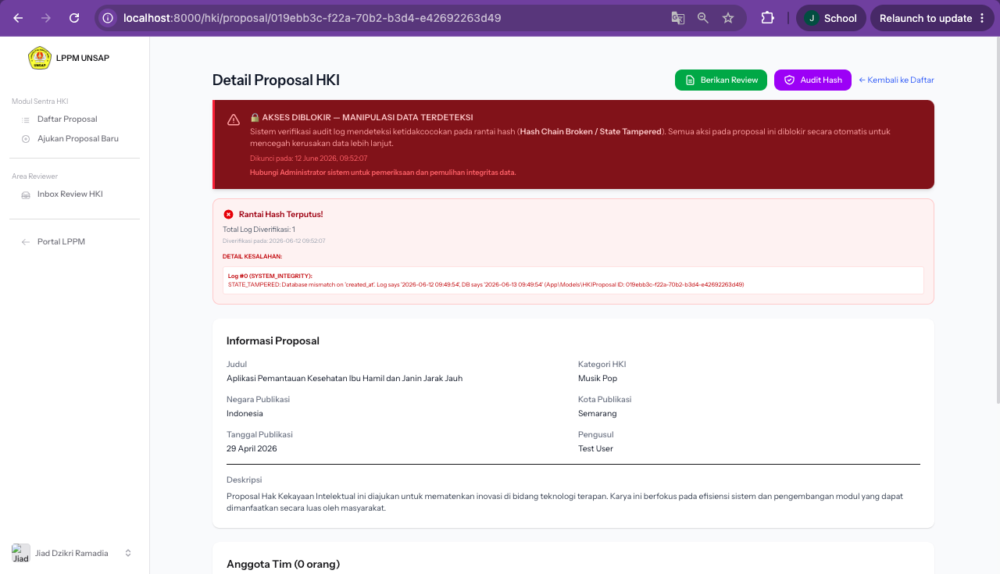 localhost:8000/hki/proposal/019ebb3c-f22a-70b2-b3d4-e42692263d49
J School
Relaunch to update
UNSAP
LPPM UNSAP
Modul Sentra HKI
Daftar Proposal
Ajukan Proposal Baru
Area Reviewer
Inbox Review HKI
← Portal LPPM
Jiad
Jiad Dzikri Ramadia
Detail Proposal HKI
Berikan Review
Audit Hash
← Kembali ke Daftar
🔒 AKSES DIBLOKIR — MANIPULASI DATA TERDETEKSI
Sistem verifikasi audit log mendeteksi ketidakcocokan pada rantai hash (Hash Chain Broken / State Tampered). Semua aksi pada proposal ini diblokir secara otomatis untuk
mencegah kerusakan data lebih lanjut.
Dikunci pada: 12 June 2026, 09:52:07
Hubungi Administrator sistem untuk pemeriksaan dan pemulihan integritas data.
Rantai Hash Terputus!
Total Log Diverifikasi: 1
Diverifikasi pada: 2026-06-12 09:52:07
DETAIL KESALAHAN:
Log #0 (SYSTEM_INTEGRITY):
STATE_TAMPERED: Database mismatch on 'created_at'. Log says '2026-06-12 09:49:54', DB says '2026-06-13 09:49:54' (App\Models\HKIProposal ID: 019ebb3c-f22a-70b2-b3d4-e42692263d49)
Informasi Proposal
Judul
Aplikasi Pemantauan Kesehatan Ibu Hamil dan Janin Jarak Jauh
Kategori HKI
Musik Pop
Negara Publikasi
Indonesia
Kota Publikasi
Semarang
Tanggal Publikasi
29 April 2026
Pengusul
Test User
Deskripsi
Proposal Hak Kekayaan Intelektual ini diajukan untuk mematenkan inovasi di bidang teknologi terapan. Karya ini berfokus pada efisiensi sistem dan pengembangan modul yang dapat
dimanfaatkan secara luas oleh masyarakat.
Anggota Tim (0 orang)